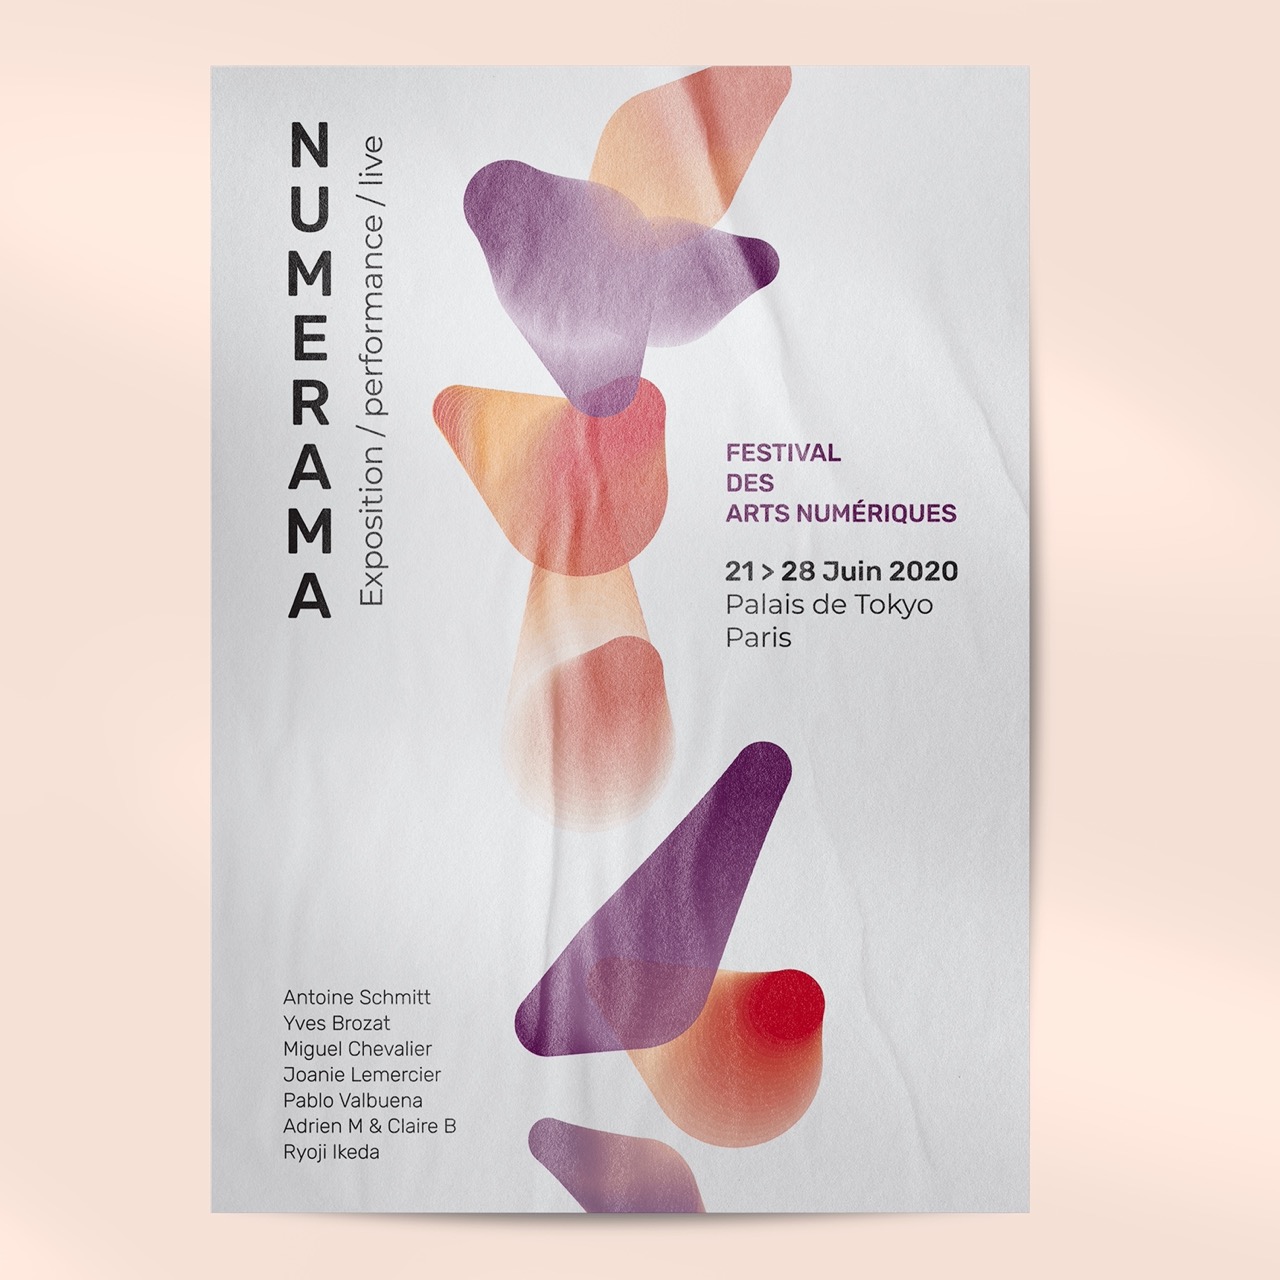 NUMERAMA
Exposition / performance / live
FESTIVAL
DES
ARTS NUMÉRIQUES
21 > 28 Juin 2020
Palais de Tokyo
Paris
Antoine Schmitt
Yves Brozat
Miguel Chevalier
Joanie Lemercier
Pablo Valbuena
Adrien M & Claire B
Ryoji Ikeda